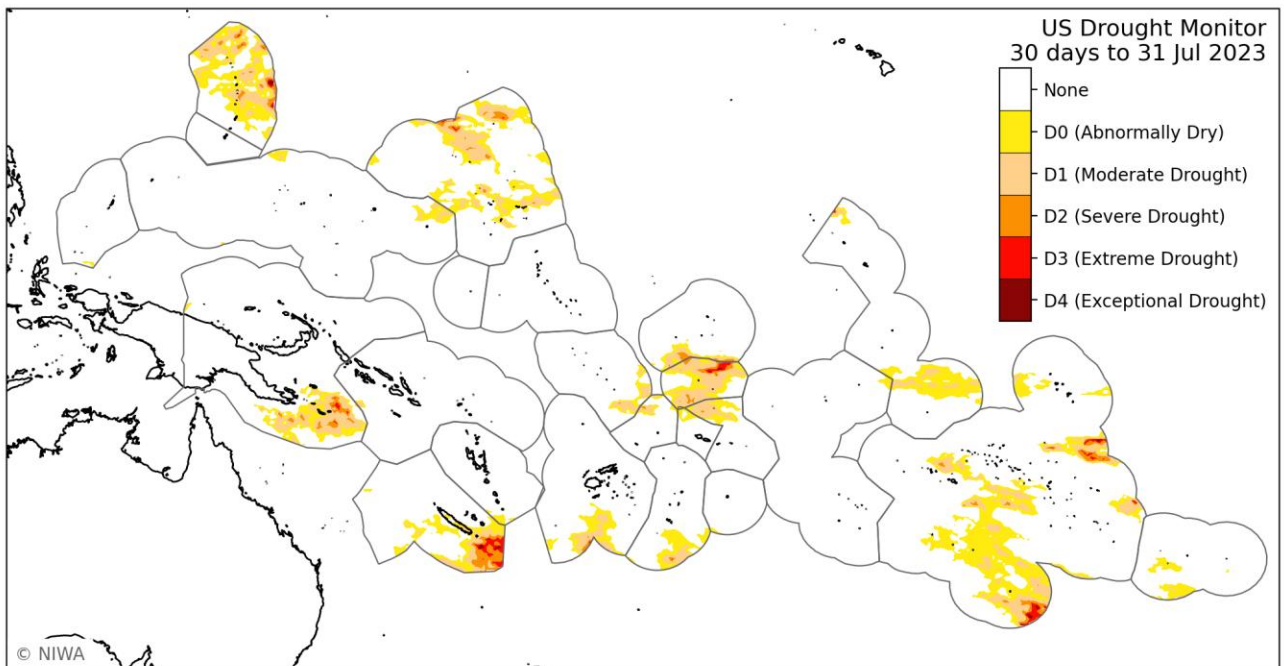 US Drought Monitor
30 days to 31 Jul 2023
None
D0 (Abnormally Dry)
D1 (Moderate Drought)
D2 (Severe Drought)
D3 (Extreme Drought)
D4 (Exceptional Drought)
© NIWA